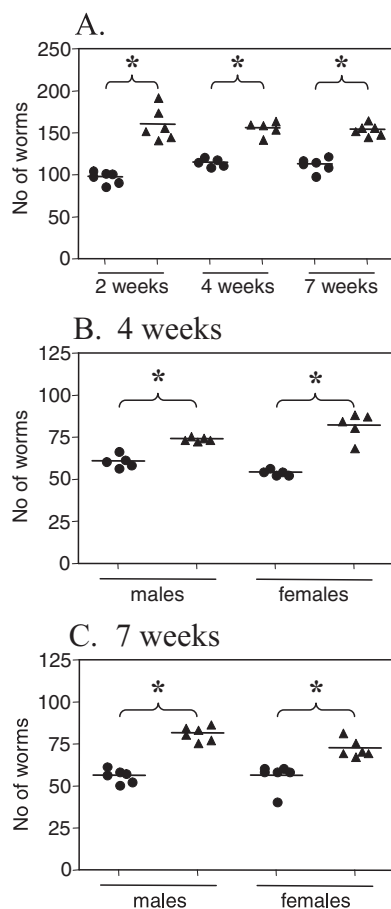 A.
250
200
150
100
50
0
No of worms
* * *
2 weeks 4 weeks 7 weeks
B. 4 weeks
125
100
75
50
25
0
No of worms
* *
males females
C. 7 weeks
125
100
75
50
25
0
No of worms
* *
males females